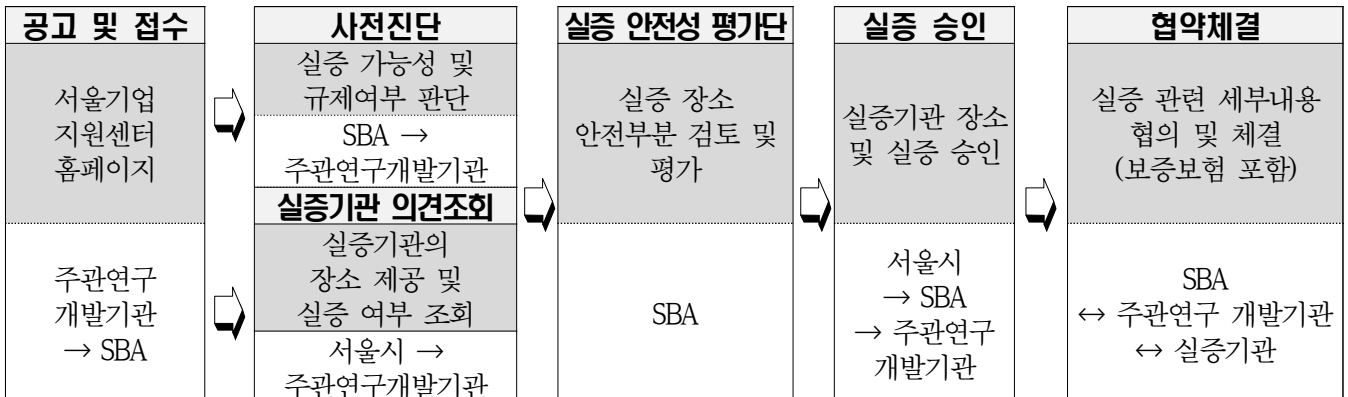 공고 및 접수
서울기업
지원센터
홈페이지
주관연구
개발기관
→ SBA
사전진단
실증 가능성 및
규제여부 판단
SBA →
주관연구개발기관
실증기관 의견조회
실증기관의
장소 제공 및
실증 여부 조회
서울시 →
주관연구개발기관
실증 안전성 평가단
실증 장소
안전부분 검토 및
평가
SBA
실증 승인
실증기관 장소
및 실증 승인
서울시
→ SBA
→ 주관연구
개발기관
협약체결
실증 관련 세부내용
협의 및 체결
(보증보험 포함)
SBA
↔ 주관연구 개발기관
↔ 실증기관